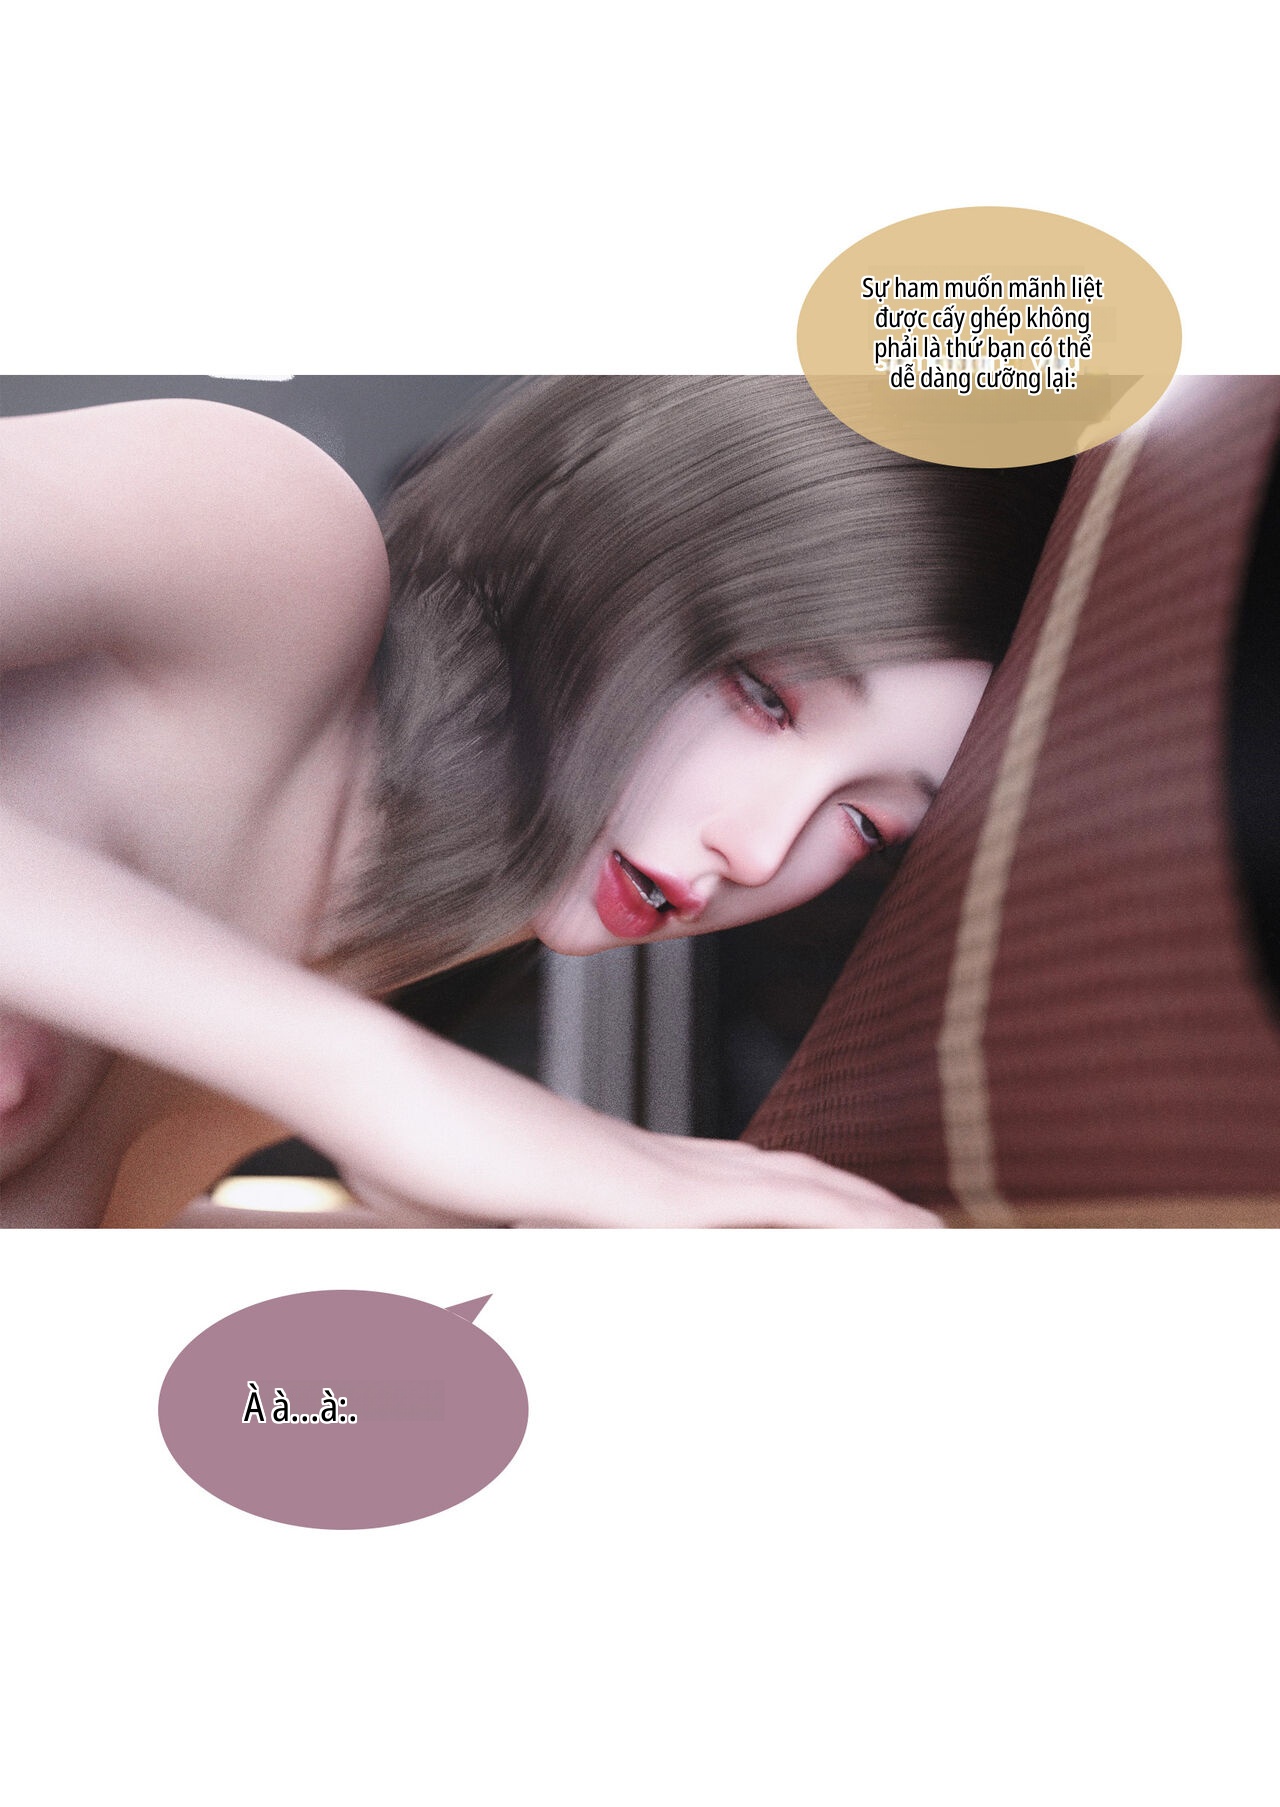 Sự ham muốn mãnh liệt
được cấy ghép không
phải là thứ bạn có thể
dễ dàng cưỡng lại:
À à...à:.